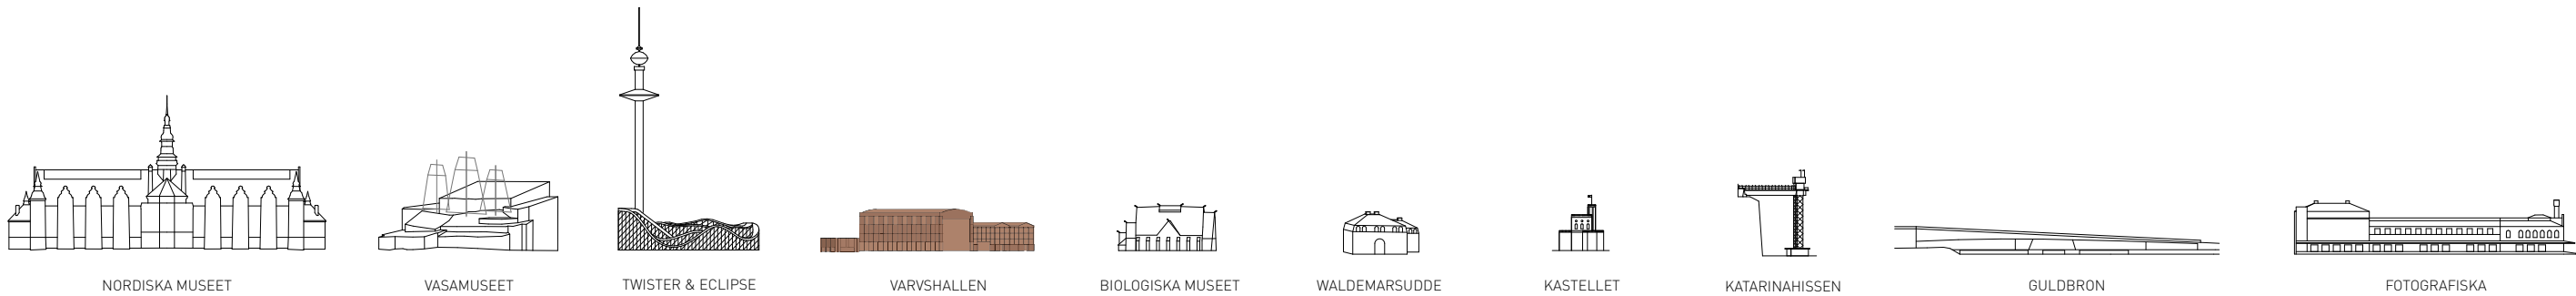 NORDISKA MUSEET
VASAMUSEET
TWISTER & ECLIPSE
VARVSHALLEN
BIOLOGISKA MUSEET
WALDEMARSUDDE
KASTELLET
KATARINAHISSEN
GULDBRON
FOTOGRAFISKA